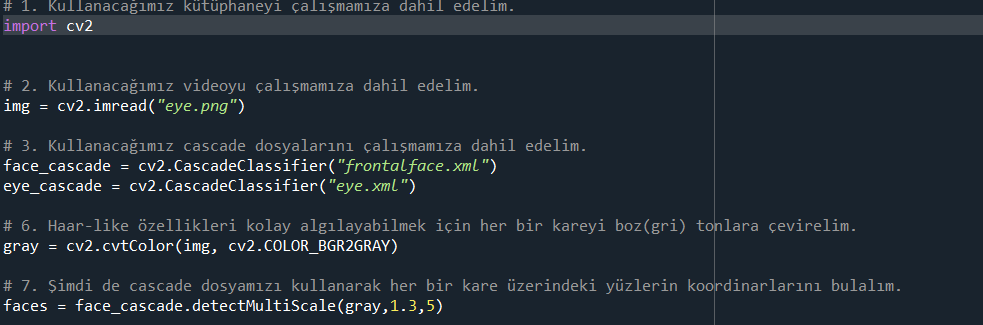 # 1. Kullanacağımız kütüphaneyi çalışmamıza dahil edelim.
import cv2
# 2. Kullanacağımız videoyu çalışmamıza dahil edelim.
img = cv2.imread("eye.png")
# 3. Kullanacağımız cascade dosyalarını çalışmamıza dahil edelim.
face_cascade = cv2.CascadeClassifier("frontalface.xml")
eye_cascade = cv2.CascadeClassifier("eye.xml")
# 6. Haar-like özellikleri kolay algılayabilmek için her bir kareyi boz(gri) tonlara çevirelim.
gray = cv2.cvtColor(img, cv2.COLOR_BGR2GRAY)
# 7. Şimdi de cascade dosyamızı kullanarak her bir kare üzerindeki yüzlerin koordinarlarını bulalım.
faces = face_cascade.detectMultiScale(gray,1.3,5)